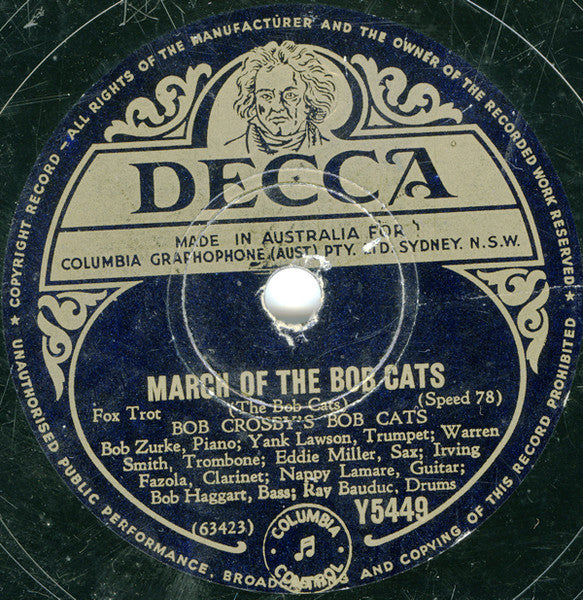 ★ COPYRIGHT RECORD — ALL RIGHTS OF THE MANUFACTURER AND THE OWNER OF THE RECORDED WORK RESERVED ★
DECCA
MADE IN AUSTRALIA FOR
COLUMBIA GRAPHOPHONE (AUST) PTY. LTD. SYDNEY. N.S.W.
MARCH OF THE BOB CATS
Fox Trot (The Bob Cats) (Speed 78)
BOB CROSBY'S BOB CATS
Bob Zurke, Piano; Yank Lawson, Trumpet; Warren
Smith, Trombone; Eddie Miller, Sax; Irving
Fazola, Clarinet; Nappy Lamare, Guitar;
Bob Haggart, Bass; Ray Bauduc, Drums
(63423) Y5449
• COLUMBIA •
CONTROL
UNAUTHORISED PUBLIC PERFORMANCE, BROADCASTING AND COPYING OF THIS RECORD PROHIBITED